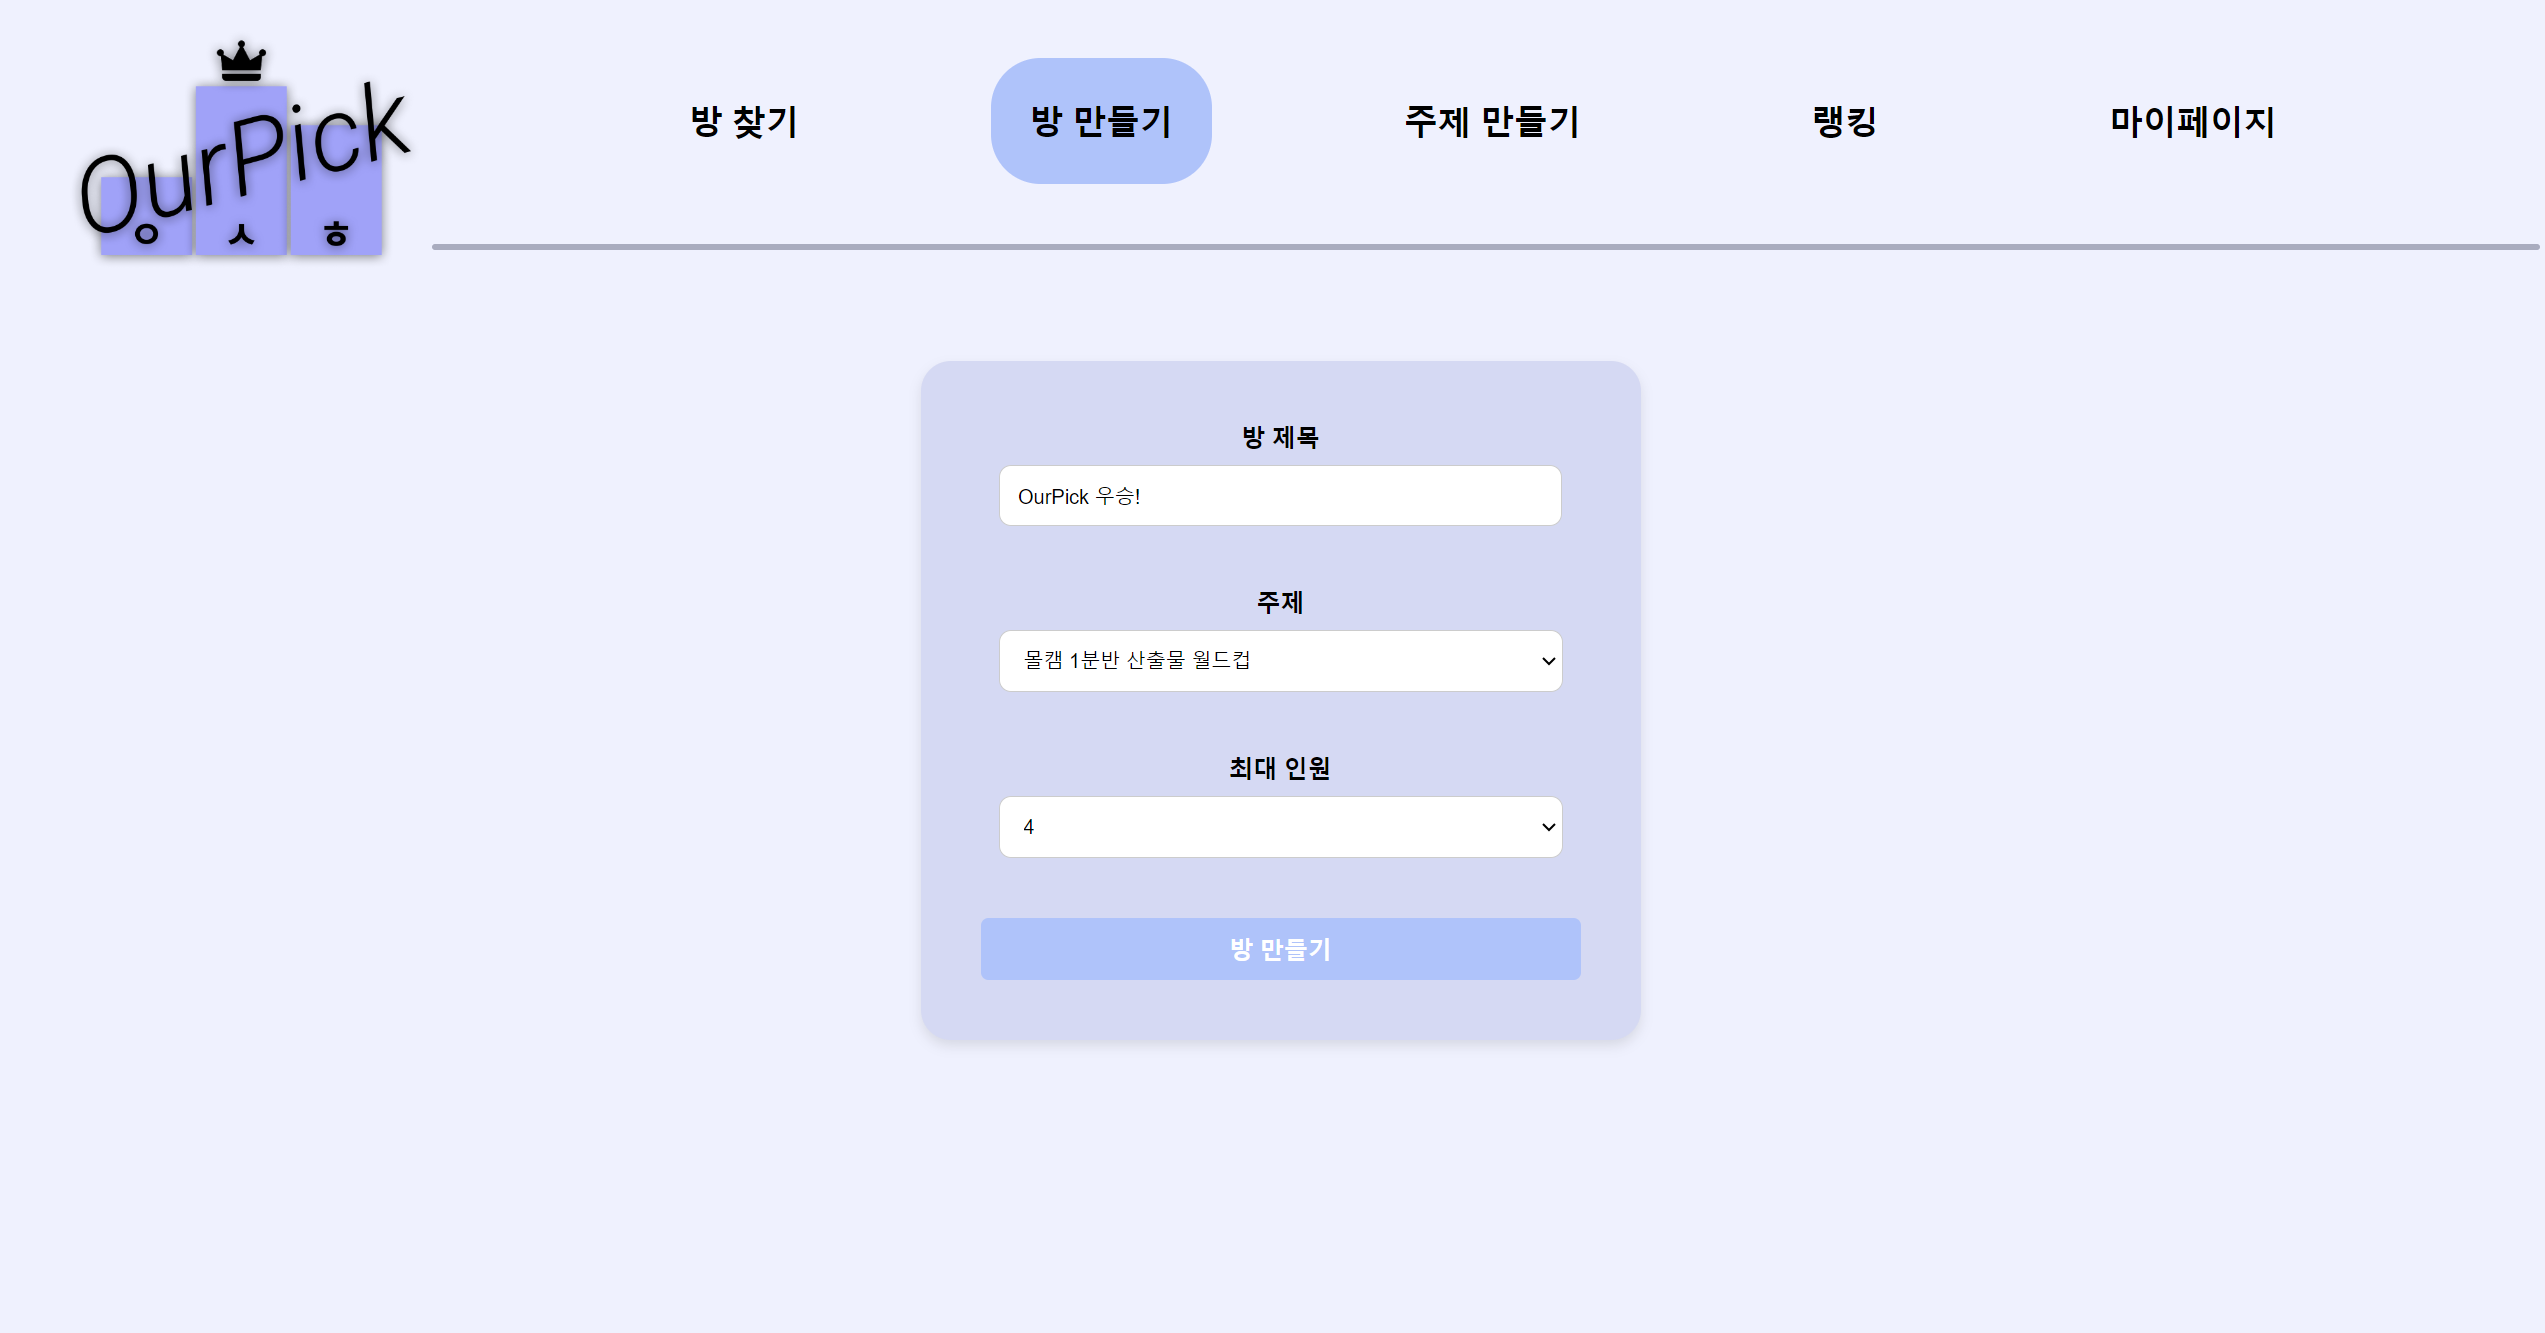 OurPick
ㅇ ㅅ ㅎ
방 찾기
방 만들기
주제 만들기
랭킹
마이페이지
방 제목
OurPick 우승!
주제
몰캠 1분반 산출물 월드컵
최대 인원
4
방 만들기